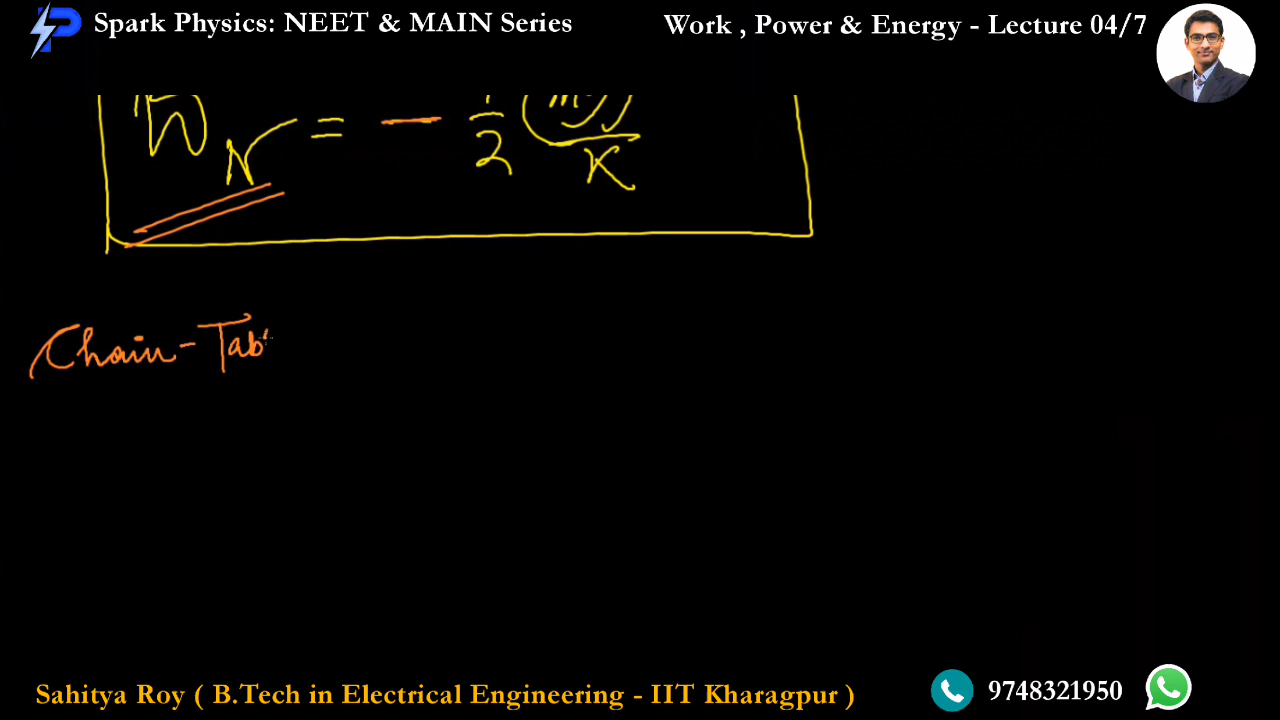 Spark Physics: NEET & MAIN Series
Work , Power & Energy - Lecture 04/7
W_N = - 1/2 (mg)/K
Chain - Tab
Sahitya Roy ( B.Tech in Electrical Engineering - IIT Kharagpur )
9748321950